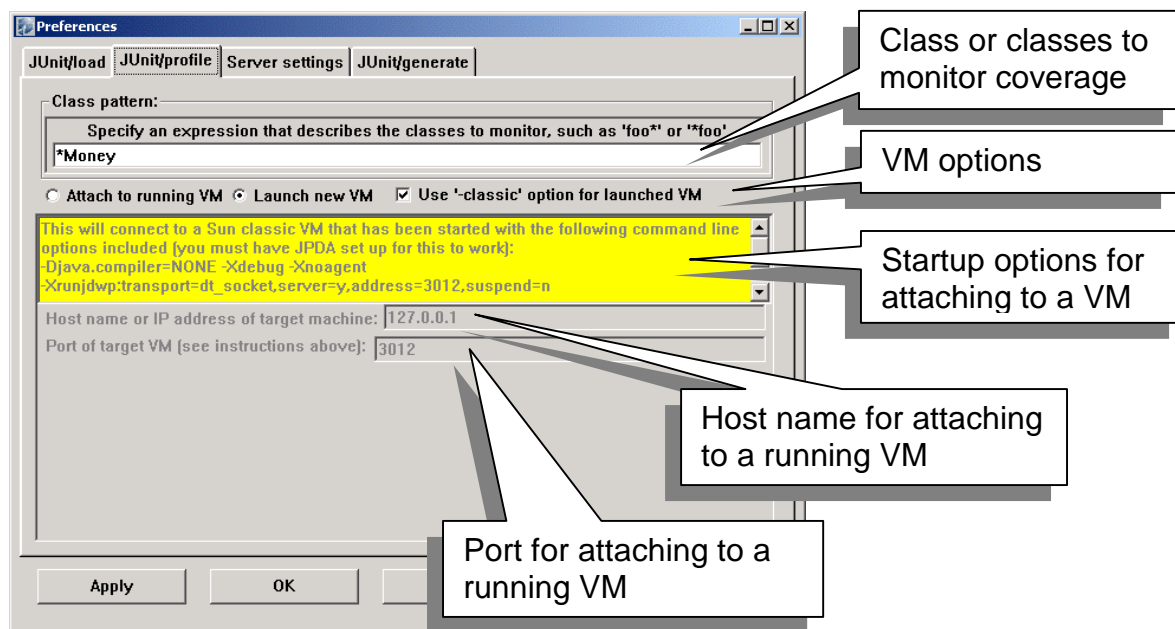 Preferences
JUnit/load JUnit/profile Server settings JUnit/generate
Class pattern:
Specify an expression that describes the classes to monitor, such as 'foo*' or '*foo'
*Money
Attach to running VM Launch new VM Use '-classic' option for launched VM
This will connect to a Sun classic VM that has been started with the following command line
options included (you must have JPDA set up for this to work):
-Djava.compiler=NONE -Xdebug -Xnoagent
-Xrunjdwp:transport=dt_socket,server=y,address=3012,suspend=n
Host name or IP address of target machine: 127.0.0.1
Port of target VM (see instructions above): 3012
Apply OK
Class or classes to
monitor coverage
VM options
Startup options for
attaching to a VM
Host name for attaching
to a running VM
Port for attaching to a
running VM